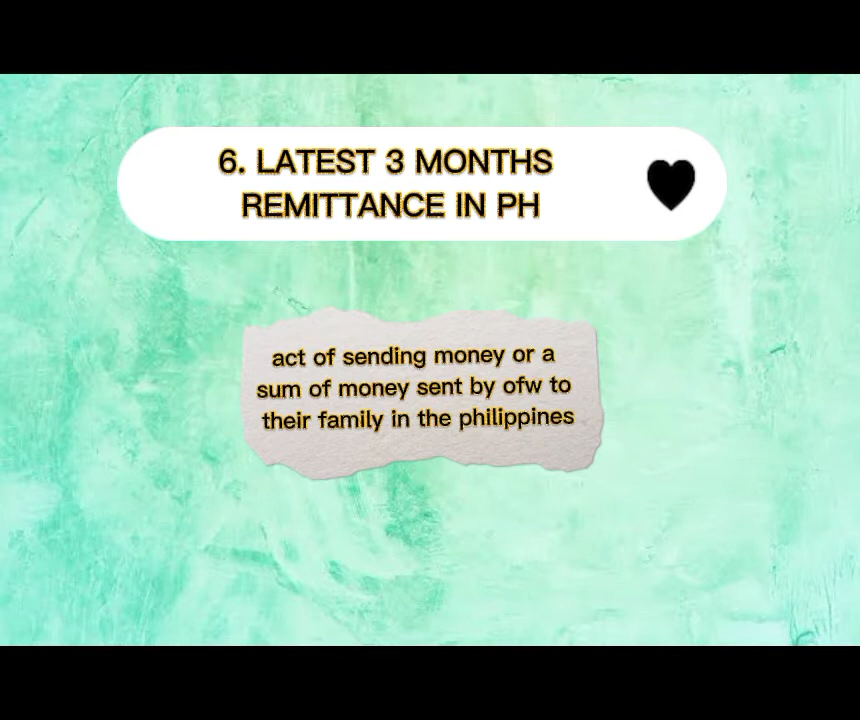 6. LATEST 3 MONTHS
REMITTANCE IN PH
act of sending money or a
sum of money sent by ofw to
their family in the philippines